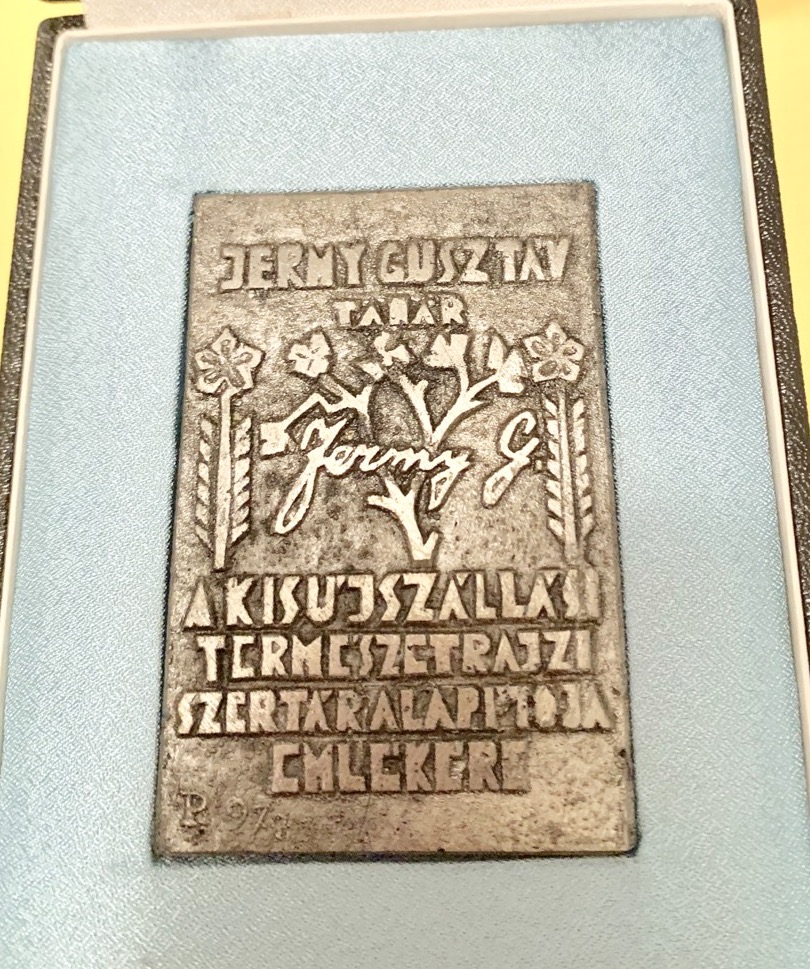 JERMY GUSZTÁV
TANÁR
Jermy G.
A KISÚJSZÁLLÁSI
TERMÉSZETRAJZI
SZERTÁR ALAPÍTÓJA
EMLÉKÉRE
P